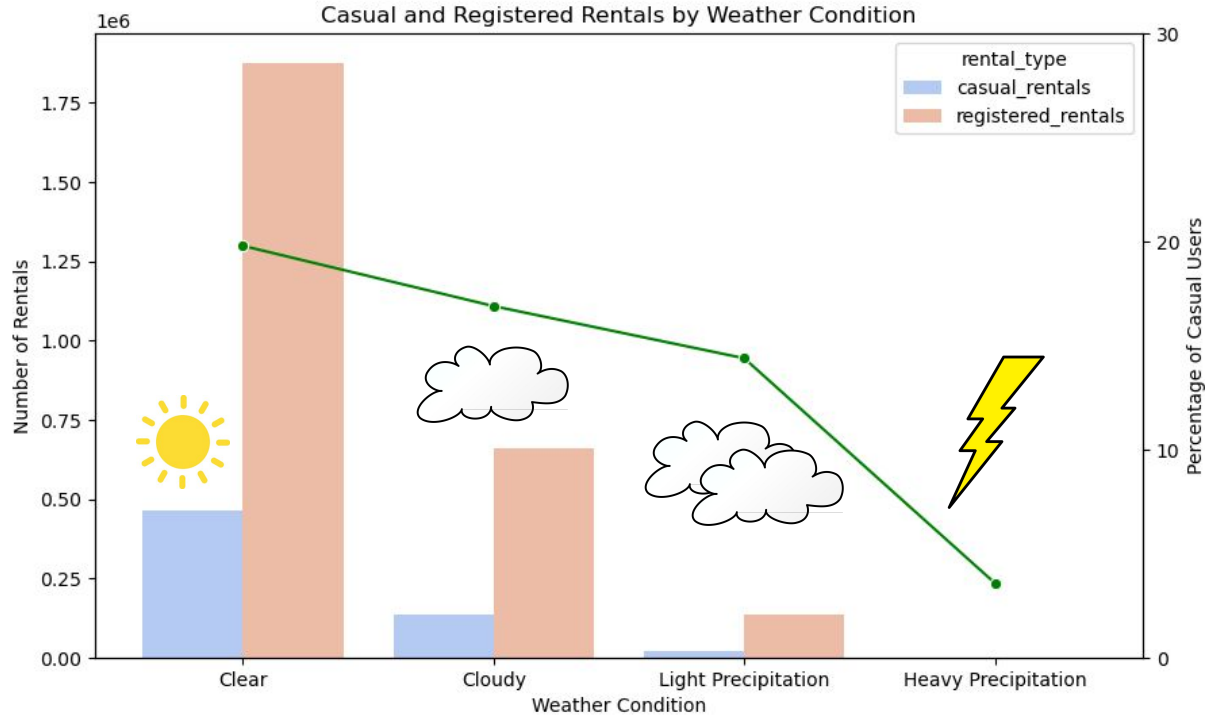 Casual and Registered Rentals by Weather Condition
1e6
30
rental_type
casual_rentals
registered_rentals
1.75
1.50
1.25
1.00
0.75
0.50
0.25
0.00
20
10
0
Number of Rentals
Percentage of Casual Users
Clear
Cloudy
Light Precipitation
Heavy Precipitation
Weather Condition